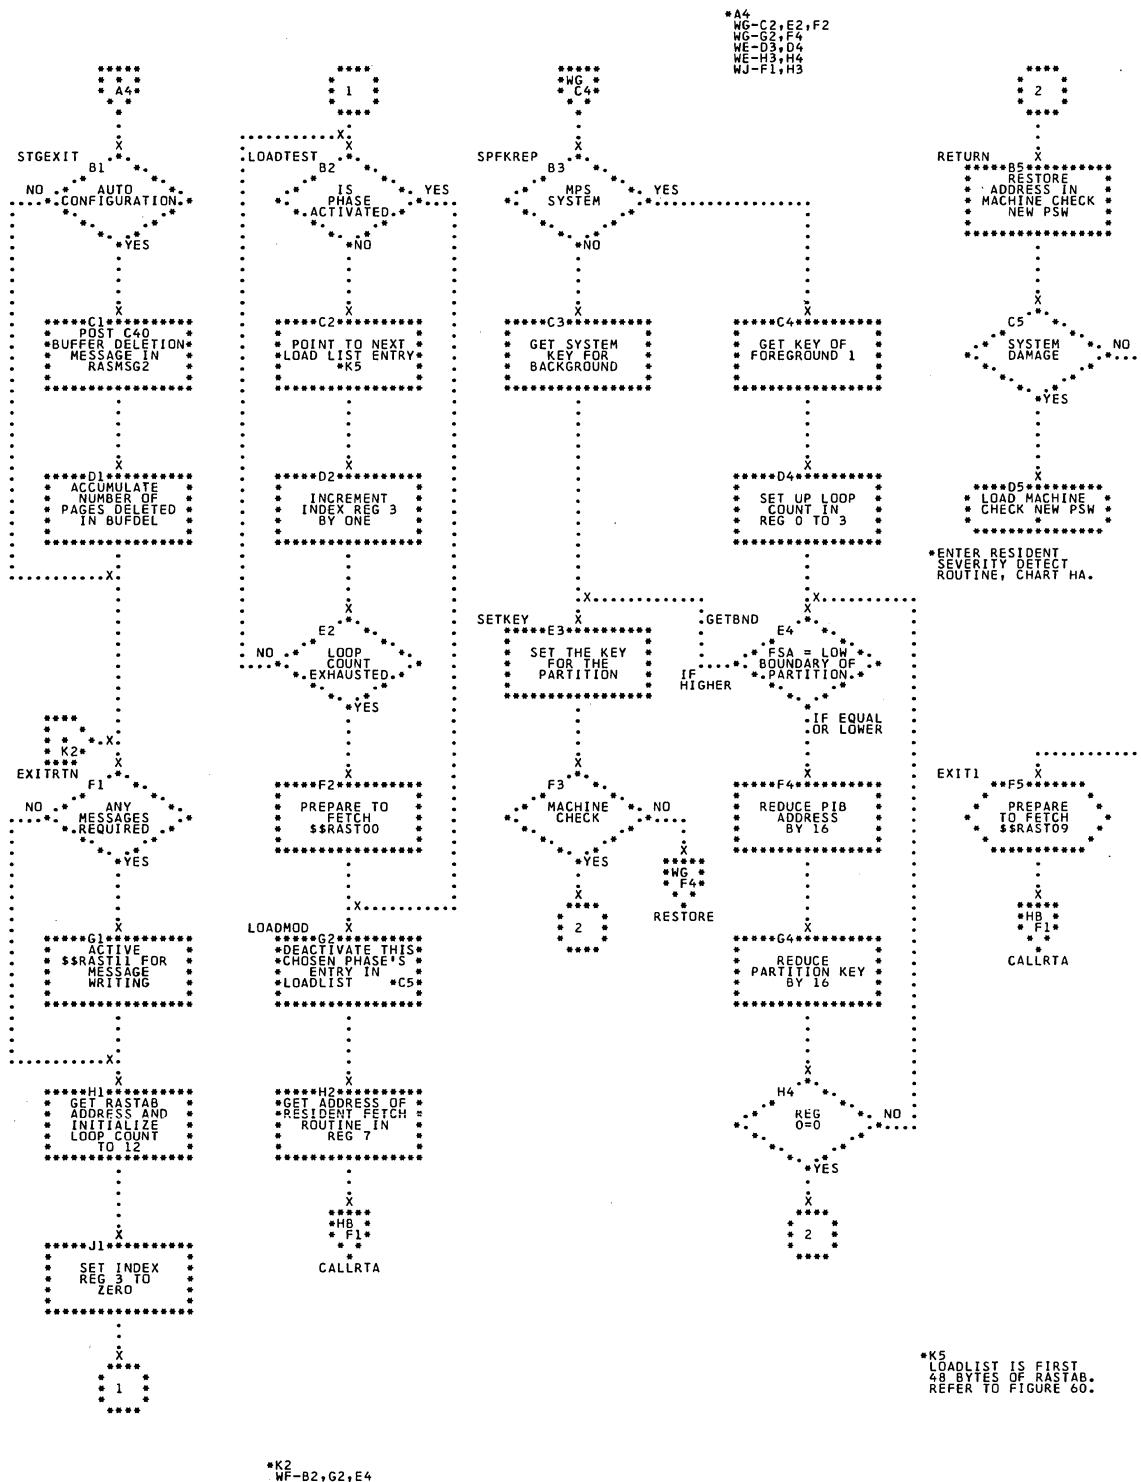 *A4
WG-C2,E2,F2
WG-G2,F4
WE-D3,D4
WE-H3,H4
WJ-F1,H3
A4
STGEXIT
B1
AUTO
CONFIGURATION
NO
YES
C1
POST C40
BUFFER DELETION
MESSAGE IN
RASMSG2
D1
ACCUMULATE
NUMBER OF
PAGES DELETED
IN BUFDEL
K2
EXITRTN
F1
ANY
MESSAGES
REQUIRED
NO
YES
G1
ACTIVE
$$RAST11 FOR
MESSAGE
WRITING
H1
GET RASTAB
ADDRESS AND
INITIALIZE
LOOP COUNT
TO 12
J1
SET INDEX
REG 3 TO
ZERO
1
1
LOADTEST
B2
IS
PHASE
ACTIVATED
YES
NO
C2
POINT TO NEXT
LOAD LIST ENTRY
*K5
D2
INCREMENT
INDEX REG 3
BY ONE
E2
LOOP
COUNT
EXHAUSTED
NO
YES
F2
PREPARE TO
FETCH
$$RAST00
LOADMOD
G2
DEACTIVATE THIS
CHOSEN PHASE'S
ENTRY IN
LOADLIST *C5
H2
GET ADDRESS OF
RESIDENT FETCH
ROUTINE IN
REG 7
HB
F1
CALLRTA
WG
C4
SPFKREP
B3
MPS
SYSTEM
YES
NO
C3
GET SYSTEM
KEY FOR
BACKGROUND
SETKEY
E3
SET THE KEY
FOR THE
PARTITION
F3
MACHINE
CHECK
NO
YES
WG
F4
RESTORE
2
C4
GET KEY OF
FOREGROUND 1
D4
SET UP LOOP
COUNT IN
REG 0 TO 3
GETBND
E4
FSA = LOW
BOUNDARY OF
PARTITION
IF
HIGHER
IF EQUAL
OR LOWER
F4
REDUCE PIB
ADDRESS
BY 16
G4
REDUCE
PARTITION KEY
BY 16
H4
REG
0=0
NO
YES
2
2
RETURN
B5
RESTORE
ADDRESS IN
MACHINE CHECK
NEW PSW
C5
SYSTEM
DAMAGE
NO
YES
D5
LOAD MACHINE
CHECK NEW PSW
*
*ENTER RESIDENT
SEVERITY DETECT
ROUTINE, CHART HA.
EXIT1
F5
PREPARE
TO FETCH
$$RAST09
HB
F1
CALLRTA
*K5
LOADLIST IS FIRST
48 BYTES OF RASTAB.
REFER TO FIGURE 60.
*K2
WF-B2,G2,E4